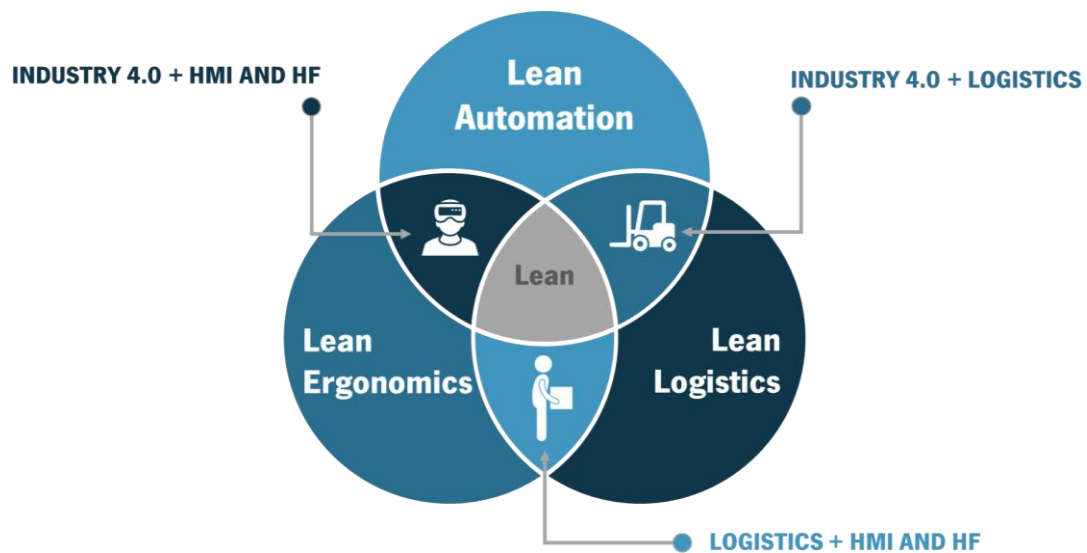 Lean
Automation
INDUSTRY 4.0 + HMI AND HF
INDUSTRY 4.0 + LOGISTICS
Lean
Lean
Ergonomics
Lean
Logistics
LOGISTICS + HMI AND HF